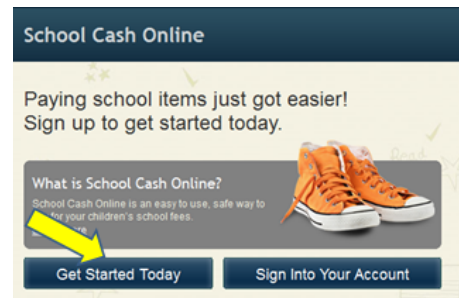 School Cash Online
Paying school items just got easier!
Sign up to get started today.
What is School Cash Online?
School Cash Online is an easy to use, safe way to
for your children's school fees.
Get Started Today
Sign Into Your Account